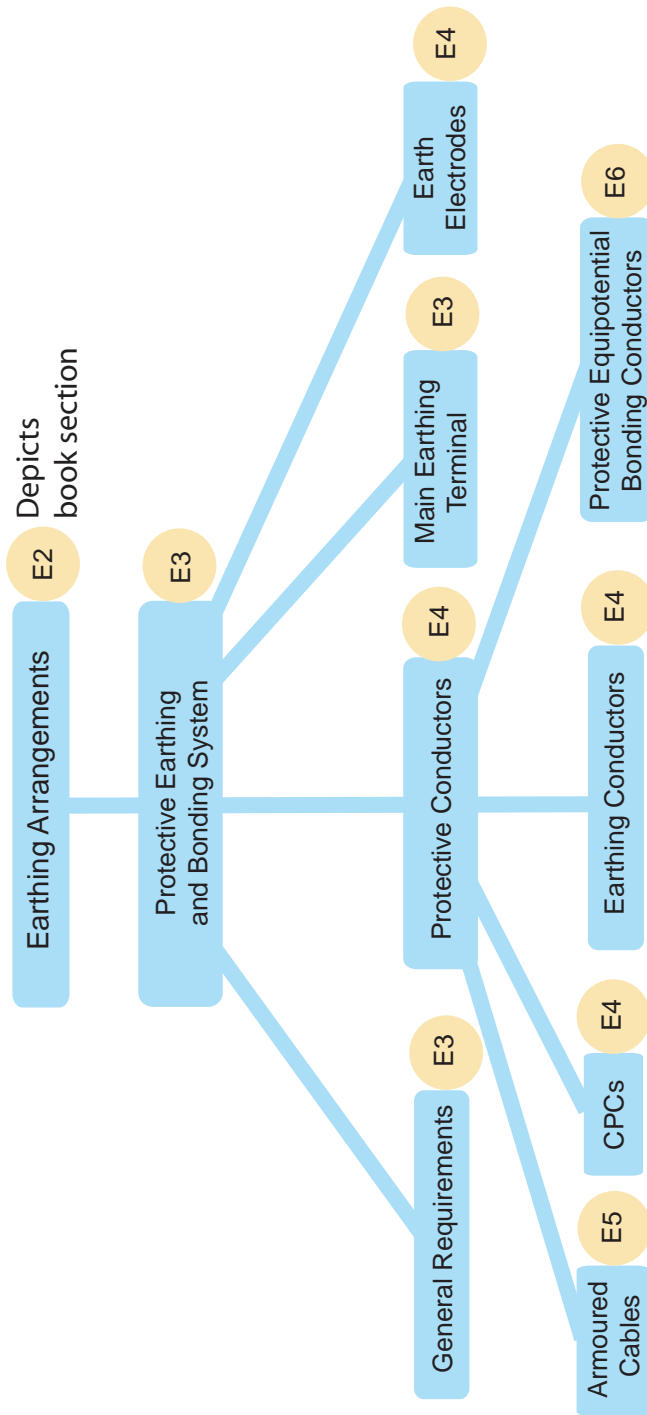 Earthing Arrangements
E2
Depicts
book section
Protective Earthing
and Bonding System
E3
General Requirements
E3
Protective Conductors
E4
Main Earthing
Terminal
E3
Earth
Electrodes
E4
Armoured
Cables
E5
CPCs
E4
Earthing Conductors
E4
Protective Equipotential
Bonding Conductors
E6